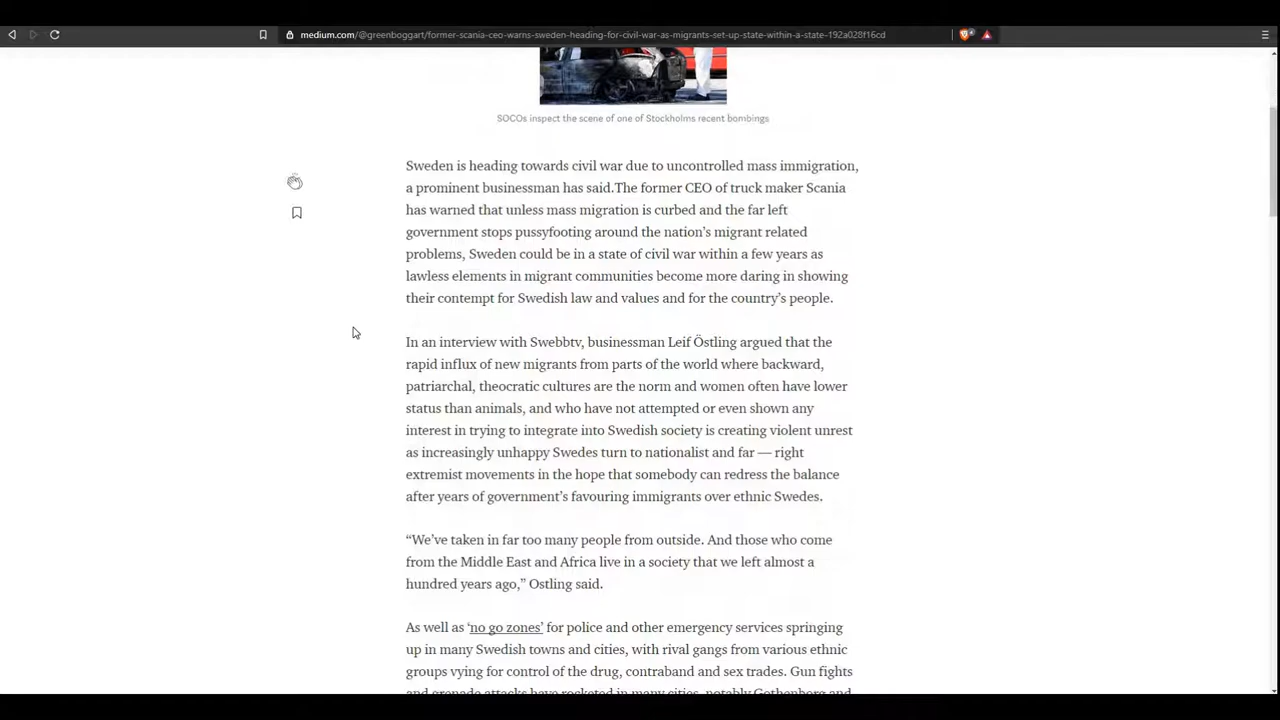 medium.com/@greenboggart/former-scania-ceo-warns-sweden-heading-for-civil-war-as-migrants-set-up-state-within-a-state-192a028f16cd
SOCOs inspect the scene of one of Stockholms recent bombings
Sweden is heading towards civil war due to uncontrolled mass immigration,
a prominent businessman has said.The former CEO of truck maker Scania
has warned that unless mass migration is curbed and the far left
government stops pussyfooting around the nation's migrant related
problems, Sweden could be in a state of civil war within a few years as
lawless elements in migrant communities become more daring in showing
their contempt for Swedish law and values and for the country's people.
In an interview with Swebbtv, businessman Leif Östling argued that the
rapid influx of new migrants from parts of the world where backward,
patriarchal, theocratic cultures are the norm and women often have lower
status than animals, and who have not attempted or even shown any
interest in trying to integrate into Swedish society is creating violent unrest
as increasingly unhappy Swedes turn to nationalist and far — right
extremist movements in the hope that somebody can redress the balance
after years of government's favouring immigrants over ethnic Swedes.
“We've taken in far too many people from outside. And those who come
from the Middle East and Africa live in a society that we left almost a
hundred years ago,” Ostling said.
As well as ‘no go zones’ for police and other emergency services springing
up in many Swedish towns and cities, with rival gangs from various ethnic
groups vying for control of the drug, contraband and sex trades. Gun fights
and grenade attacks have rocketed in many cities, notably Gothenborg and